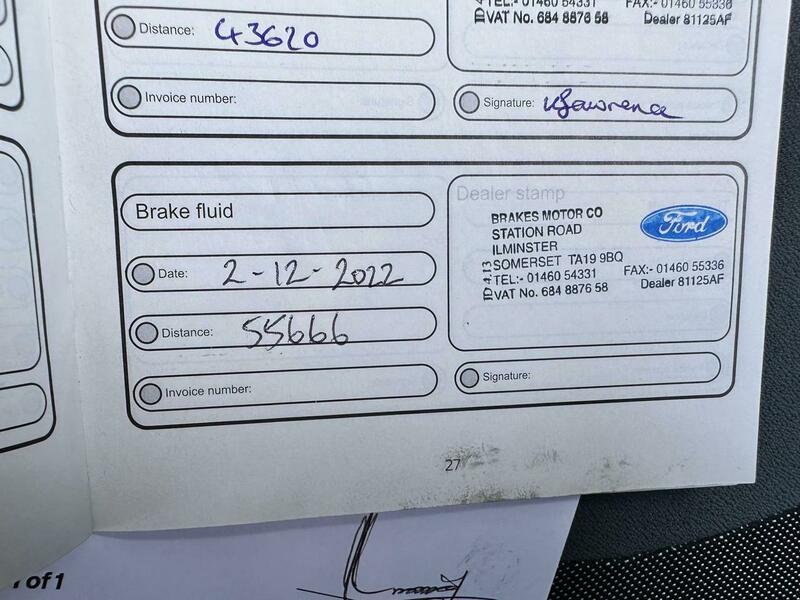 Distance: 43620
TEL:- 01460 54331 FAX:- 01460 55336
VAT No. 684 8876 58 Dealer 81125AF
Invoice number:
Signature:
Brake fluid
Dealer stamp
BRAKES MOTOR CO
STATION ROAD
ILMINSTER
SOMERSET TA19 9BQ
TEL:- 01460 54331 FAX:- 01460 55336
VAT No. 684 8876 58 Dealer 81125AF
ID 4.13
Ford
Date: 2-12-2022
Distance: 55666
Invoice number:
Signature:
27
of 1